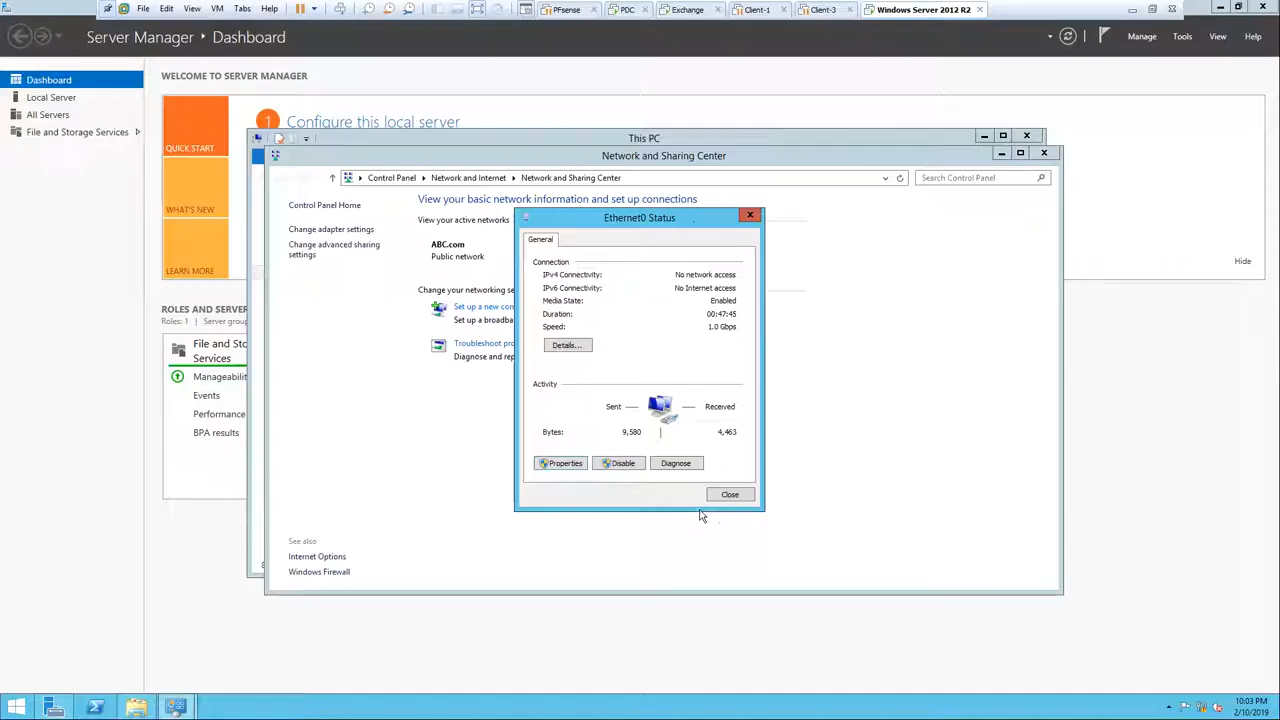 File Edit View VM Tabs Help
PFsense PDC Exchange Client-1 Client-3 Windows Server 2012 R2
Server Manager Dashboard
Manage Tools View Help
Dashboard
Local Server
All Servers
File and Storage Services
WELCOME TO SERVER MANAGER
QUICK START
WHAT'S NEW
LEARN MORE
1 Configure this local server
Hide
ROLES AND SERVER
Roles: 1 | Server group
File and Sto
Services
Manageabili
Events
Performance
BPA results
This PC
Network and Sharing Center
Control Panel Network and Internet Network and Sharing Center
Search Control Panel
Control Panel Home
Change adapter settings
Change advanced sharing
settings
See also
Internet Options
Windows Firewall
View your basic network information and set up connections
View your active networks
ABC.com
Public network
Change your networking se
Set up a new con
Set up a broadba
Troubleshoot pro
Diagnose and rep
Ethernet0 Status
General
Connection
IPv4 Connectivity: No network access
IPv6 Connectivity: No Internet access
Media State: Enabled
Duration: 00:47:45
Speed: 1.0 Gbps
Details...
Activity
Sent Received
Bytes: 9,580 4,463
Properties Disable Diagnose
Close
10:03 PM
2/10/2019